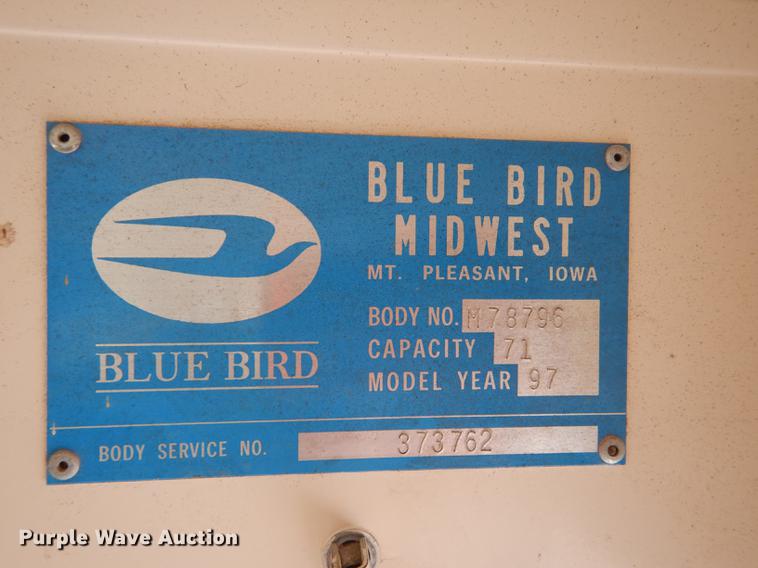 BLUE BIRD
MIDWEST
MT. PLEASANT, IOWA
BODY NO. M78796
CAPACITY 71
MODEL YEAR 97
BLUE BIRD
BODY SERVICE NO. 373762
Purple Wave Auction